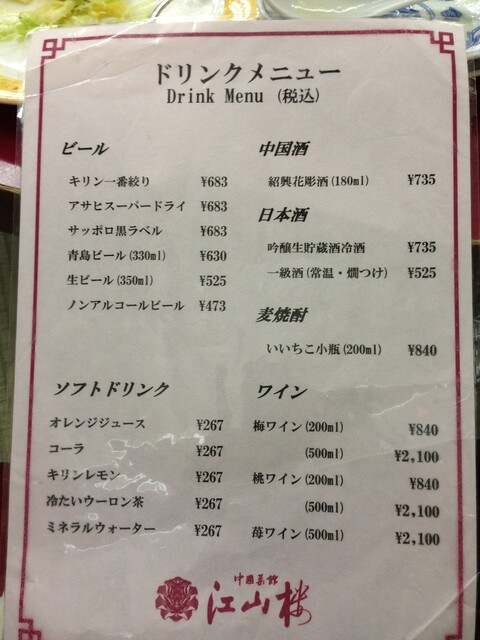 ドリンクメニュー
Drink Menu (税込)
ビール
キリン一番絞り ¥683
アサヒスーパードライ ¥683
サッポロ黒ラベル ¥683
青島ビール(330ml) ¥630
生ビール(350ml) ¥525
ノンアルコールビール ¥473
中国酒
紹興花彫酒(180ml) ¥735
日本酒
吟醸生貯蔵酒冷酒 ¥735
一級酒(常温・燗つけ) ¥525
麦焼酎
いいちこ小瓶(200ml) ¥840
ソフトドリンク
オレンジジュース ¥267
コーラ ¥267
キリンレモン ¥267
冷たいウーロン茶 ¥267
ミネラルウォーター ¥267
ワイン
梅ワイン(200ml) ¥840
(500ml) ¥2,100
桃ワイン(200ml) ¥840
(500ml) ¥2,100
苺ワイン(500ml) ¥2,100
中国菜館
江山楼